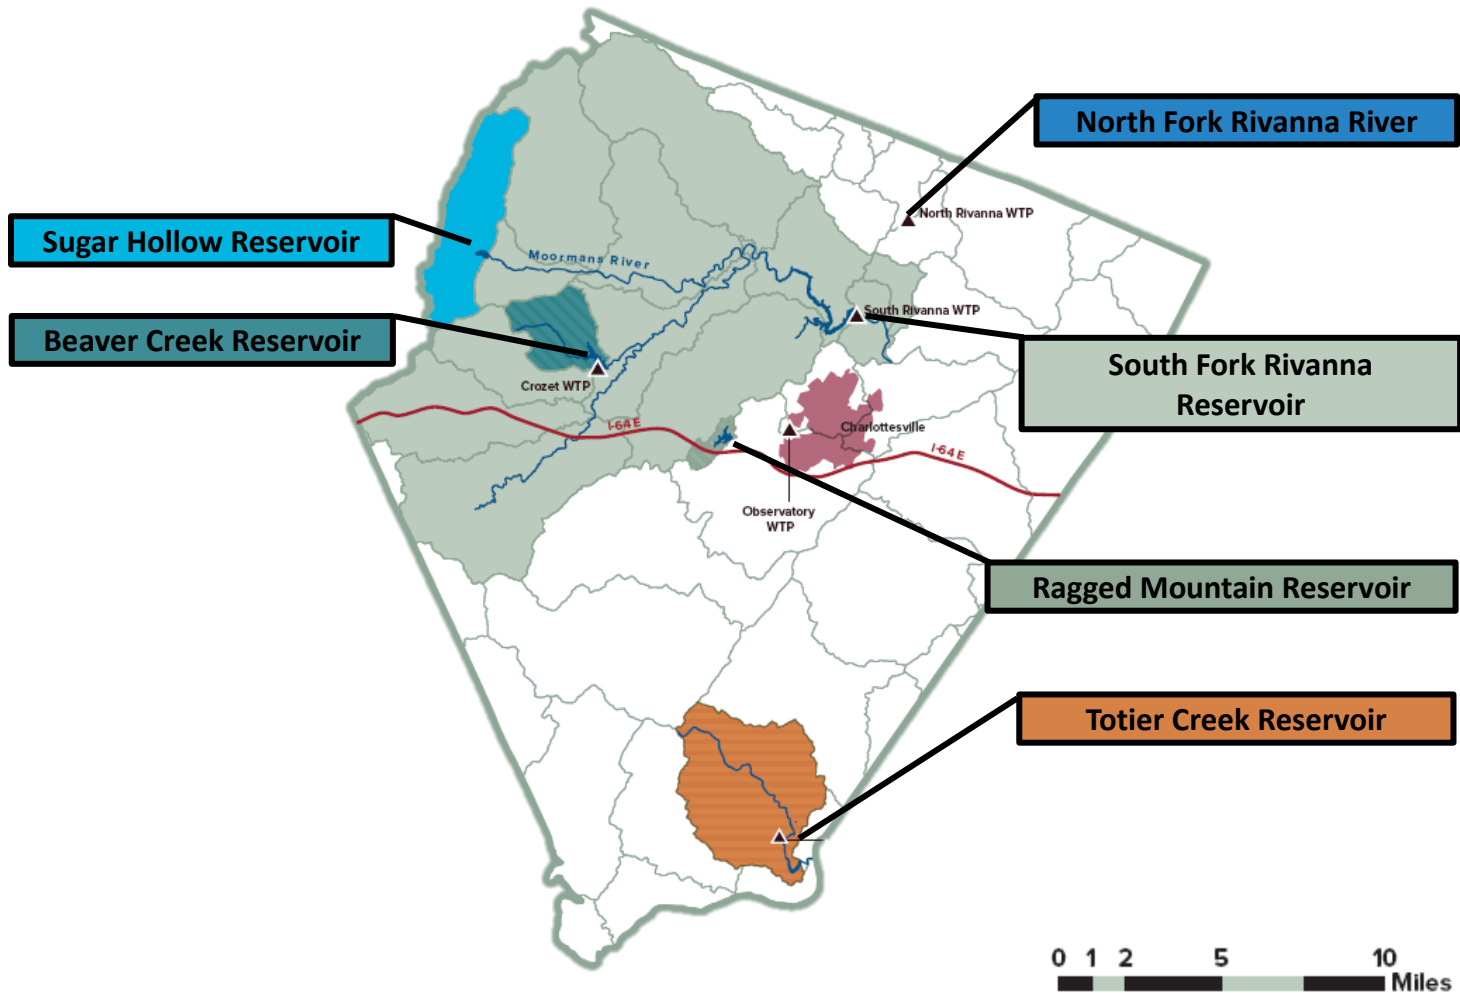 North Fork Rivanna River
North Rivanna WTP
Sugar Hollow Reservoir
Moormans River
South Rivanna WTP
Beaver Creek Reservoir
Crozet WTP
South Fork Rivanna
Reservoir
I-64 E
Charlottesville
I-64 E
Observatory
WTP
Ragged Mountain Reservoir
Totier Creek Reservoir
0 1 2 5 10
Miles